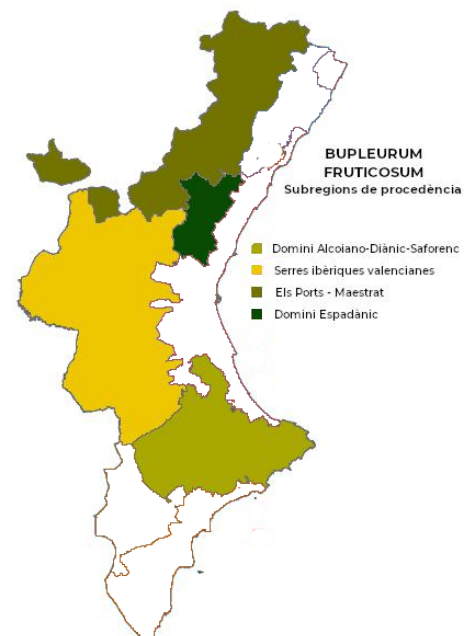 BUPLEURUM
FRUTICOSUM
Subregions de procedència
Domini Alcoiano-Diànic-Saforenc
Serres ibèriques valencianes
Els Ports - Maestrat
Domini Espadànic